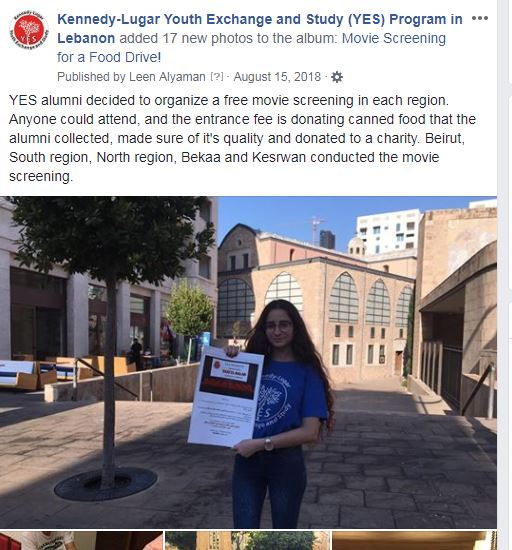 Kennedy-Lugar Youth Exchange and Study (YES) Program in
Lebanon added 17 new photos to the album: Movie Screening
for a Food Drive!
Published by Leen Alyaman [?] · August 15, 2018 ·
YES alumni decided to organize a free movie screening in each region.
Anyone could attend, and the entrance fee is donating canned food that the
alumni collected, made sure of it's quality and donated to a charity. Beirut,
South region, North region, Bekaa and Kesrwan conducted the movie
screening.
Kennedy-Lugar
YES